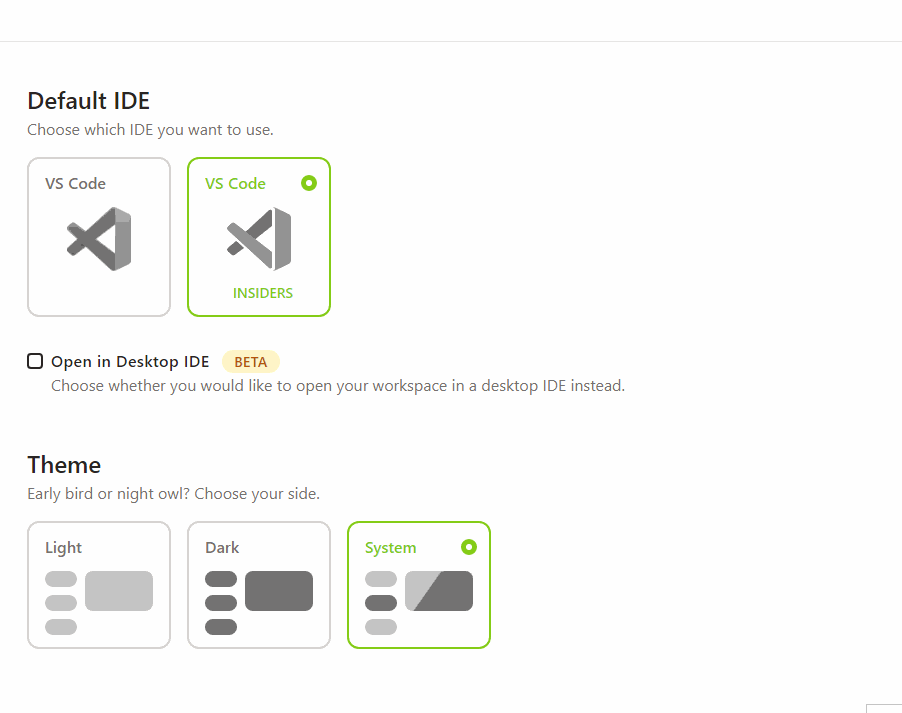 Default IDE
Choose which IDE you want to use.
VS Code
VS Code
INSIDERS
Open in Desktop IDE BETA
Choose whether you would like to open your workspace in a desktop IDE instead.
Theme
Early bird or night owl? Choose your side.
Light
Dark
System